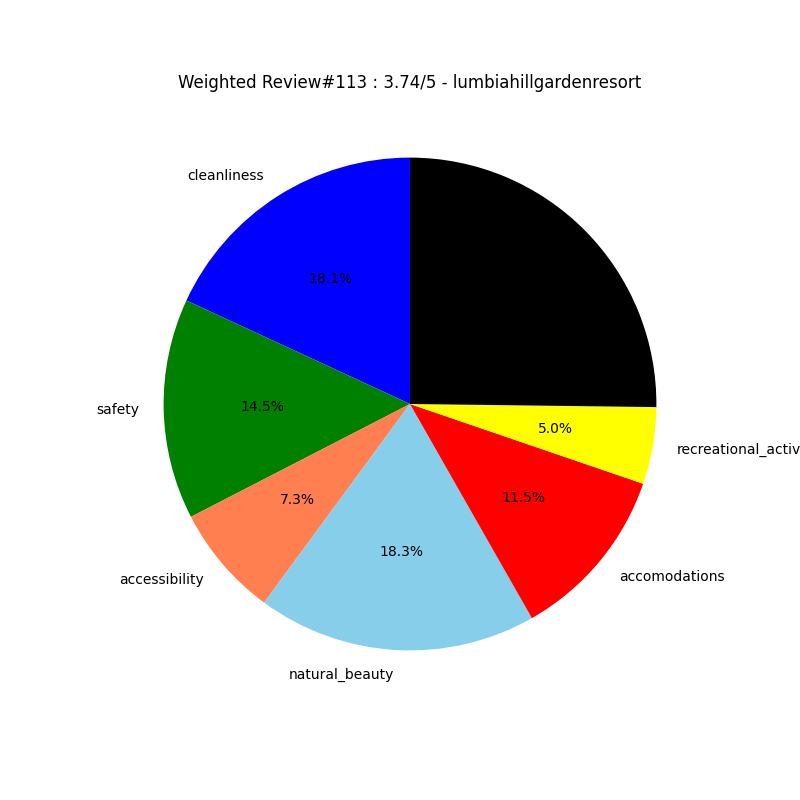 Weighted Review#113 : 3.74/5 - lumbiahillgardenresort
cleanliness
18.1%
safety
14.5%
5.0%
recreational_activ
7.3%
11.5%
accessibility
18.3%
accomodations
natural_beauty